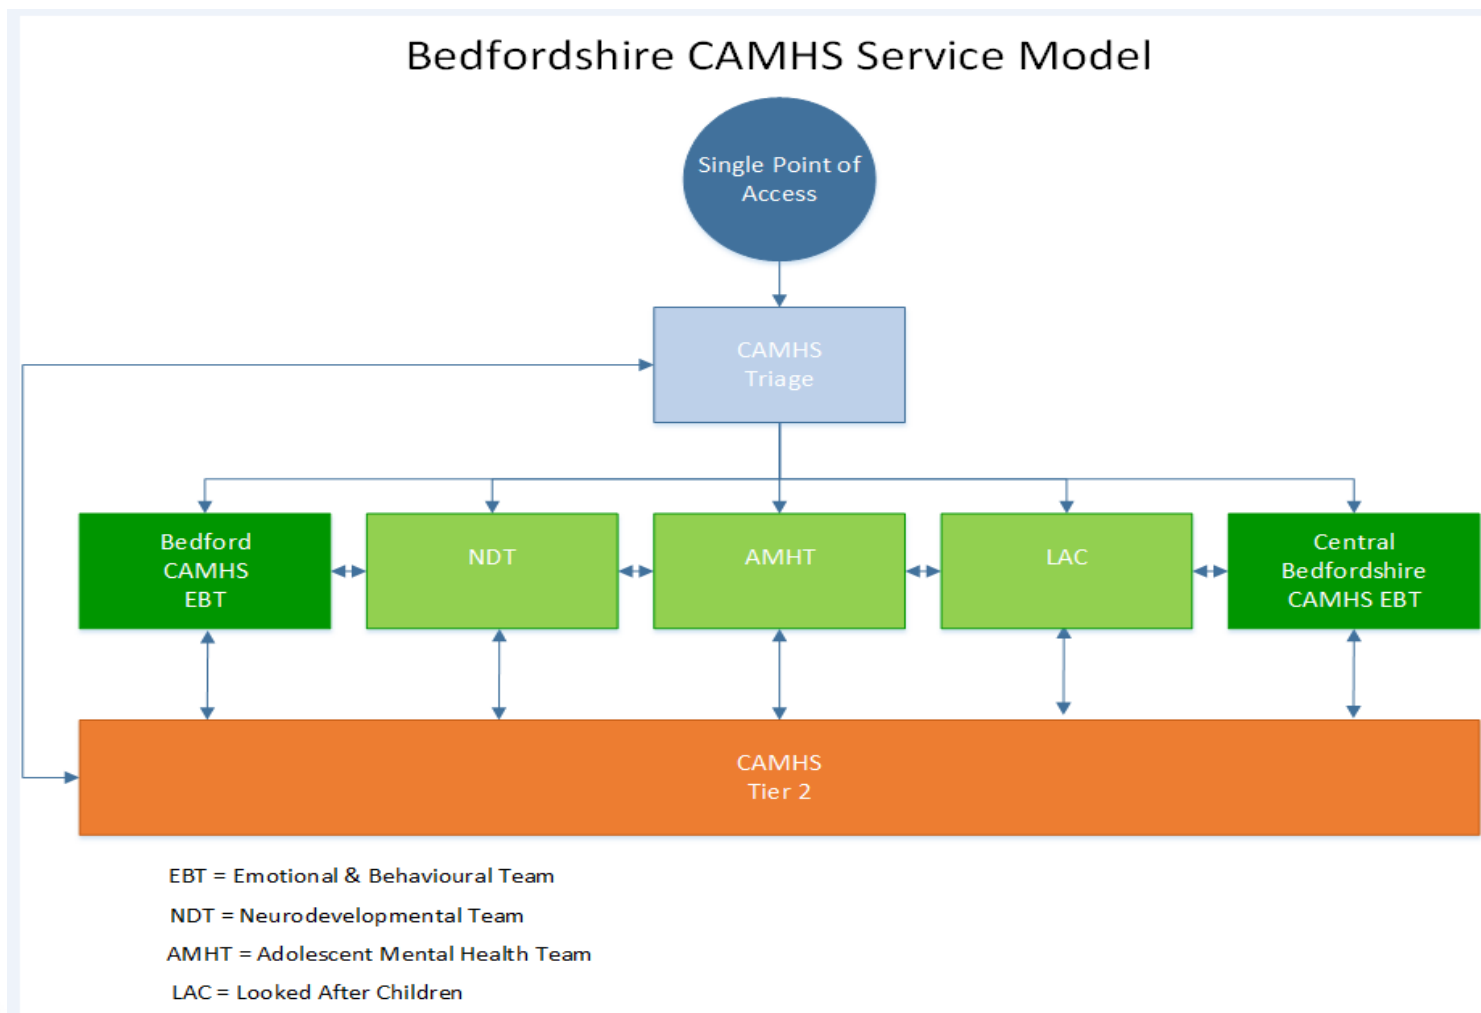 Bedfordshire CAMHS Service Model
Single Point of
Access
CAMHS
Triage
Bedford
CAMHS
EBT
NDT
AMHT
LAC
Central
Bedfordshire
CAMHS EBT
CAMHS
Tier 2
EBT = Emotional & Behavioural Team
NDT = Neurodevelopmental Team
AMHT = Adolescent Mental Health Team
LAC = Looked After Children